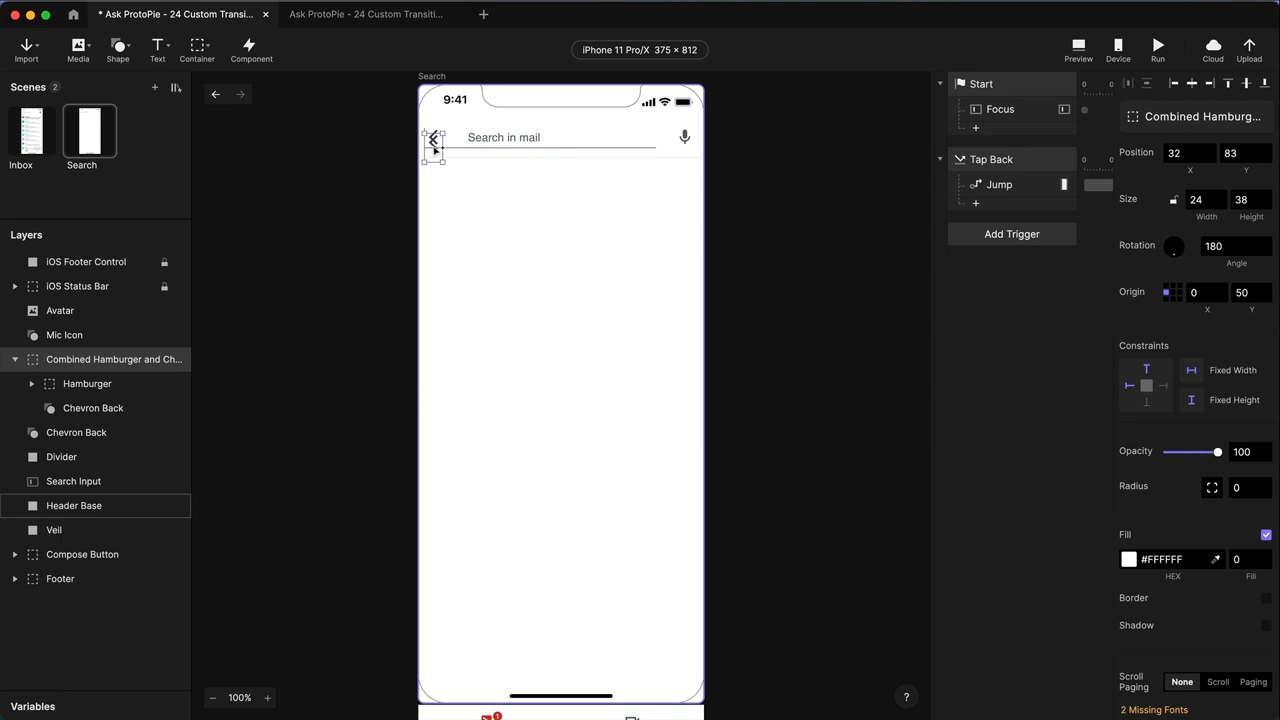 * Ask ProtoPie - 24 Custom Transi...
Ask ProtoPie - 24 Custom Transiti...
Import
Media
Shape
Text
Container
Component
iPhone 11 Pro/X 375 × 812
Preview
Device
Run
Cloud
Upload
Scenes 2
Inbox
Search
Layers
iOS Footer Control
iOS Status Bar
Avatar
Mic Icon
Combined Hamburger and Ch...
Hamburger
Chevron Back
Chevron Back
Divider
Search Input
Header Base
Veil
Compose Button
Footer
Variables
Search
9:41
Search in mail
1
100%
?
Start
0
0
Focus
Tap Back
0
0
Jump
Add Trigger
Combined Hamburg...
Position
32
83
X
Y
Size
24
38
Width
Height
Rotation
180
Angle
Origin
0
50
X
Y
Constraints
Fixed Width
Fixed Height
Opacity
100
Radius
0
Fill
#FFFFFF
0
HEX
Fill
Border
Shadow
Scroll
Paging
None
Scroll
Paging
2 Missing Fonts